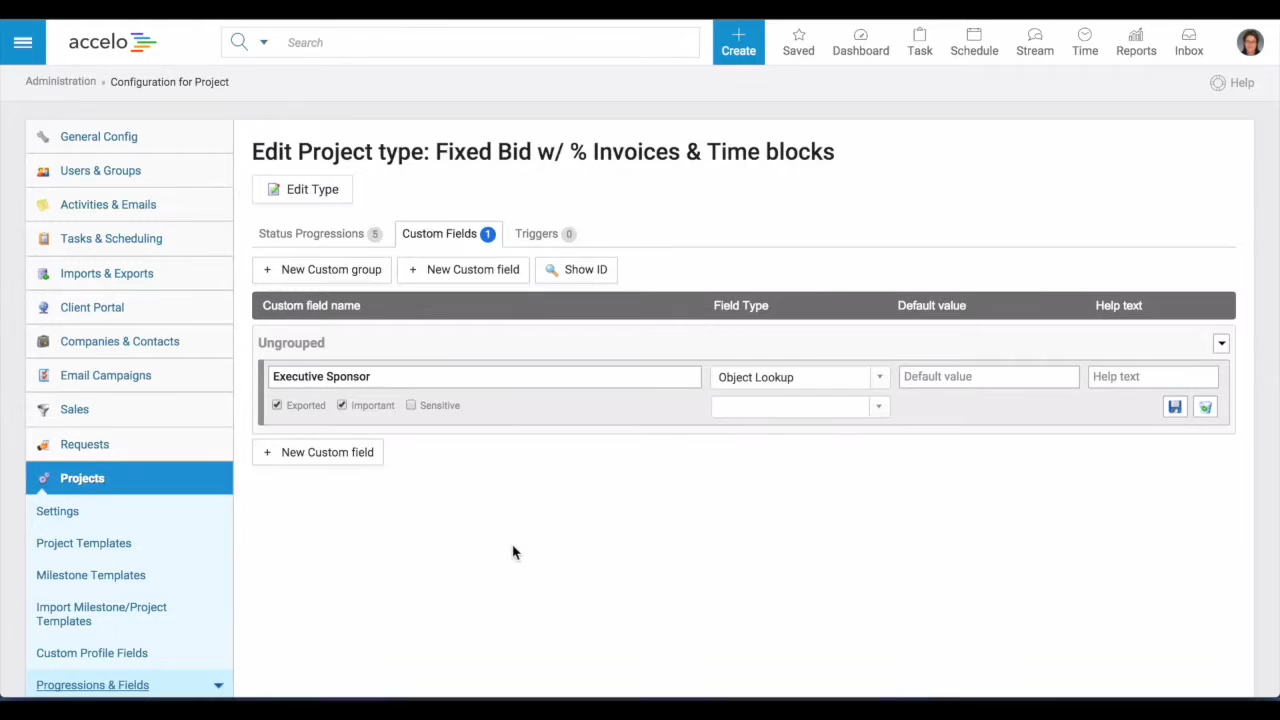 accelo
Search
Create
Saved
Dashboard
Task
Schedule
Stream
Time
Reports
Inbox
Administration » Configuration for Project
Help
General Config
Users & Groups
Activities & Emails
Tasks & Scheduling
Imports & Exports
Client Portal
Companies & Contacts
Email Campaigns
Sales
Requests
Projects
Settings
Project Templates
Milestone Templates
Import Milestone/Project
Templates
Custom Profile Fields
Progressions & Fields
Edit Project type: Fixed Bid w/ % Invoices & Time blocks
Edit Type
Status Progressions 5 Custom Fields 1 Triggers 0
+ New Custom group + New Custom field Show ID
Custom field name Field Type Default value Help text
Ungrouped
Executive Sponsor Object Lookup Default value Help text
Exported Important Sensitive
+ New Custom field